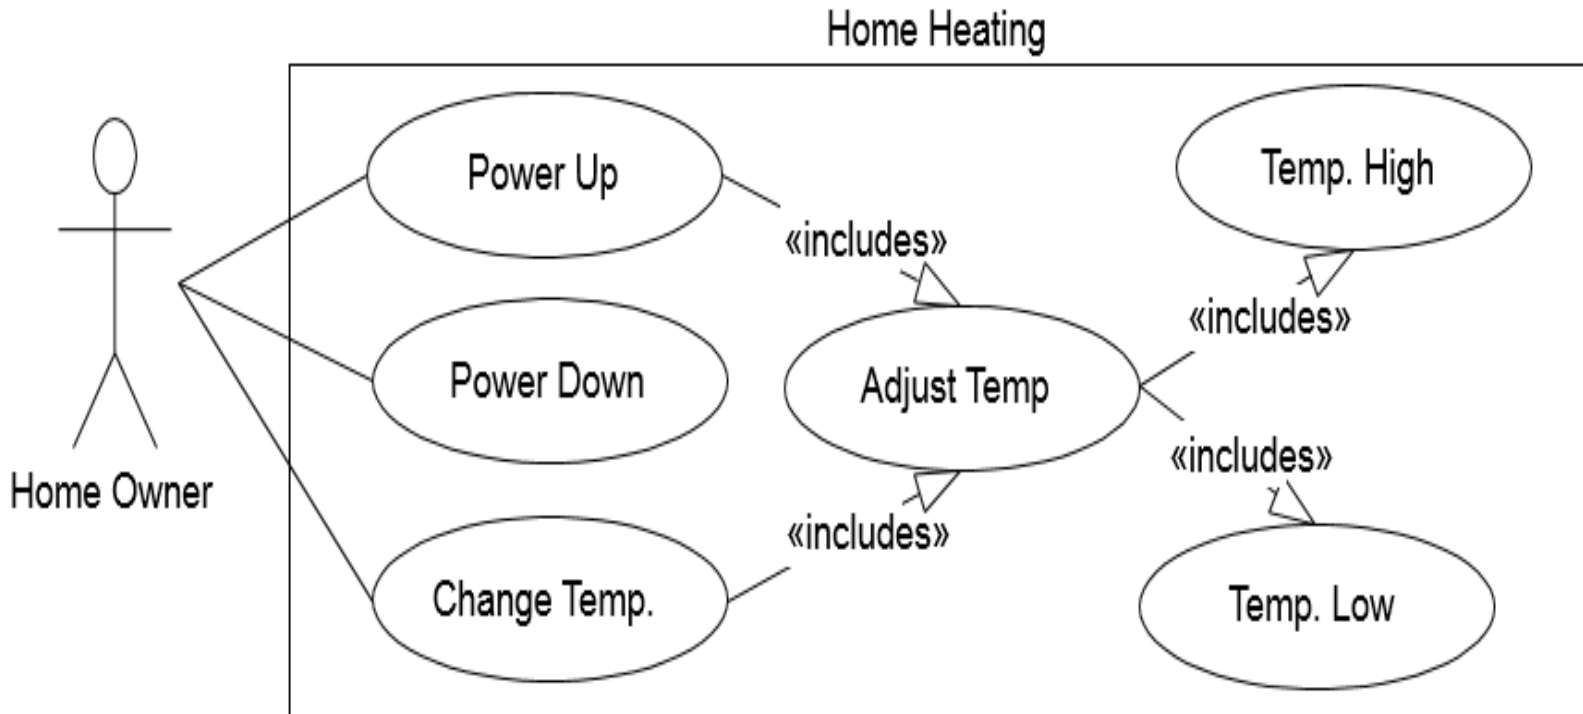 Home Heating
Power Up
Temp. High
«includes»
«includes»
Power Down
Adjust Temp
«includes»
Home Owner
«includes»
Change Temp.
Temp. Low